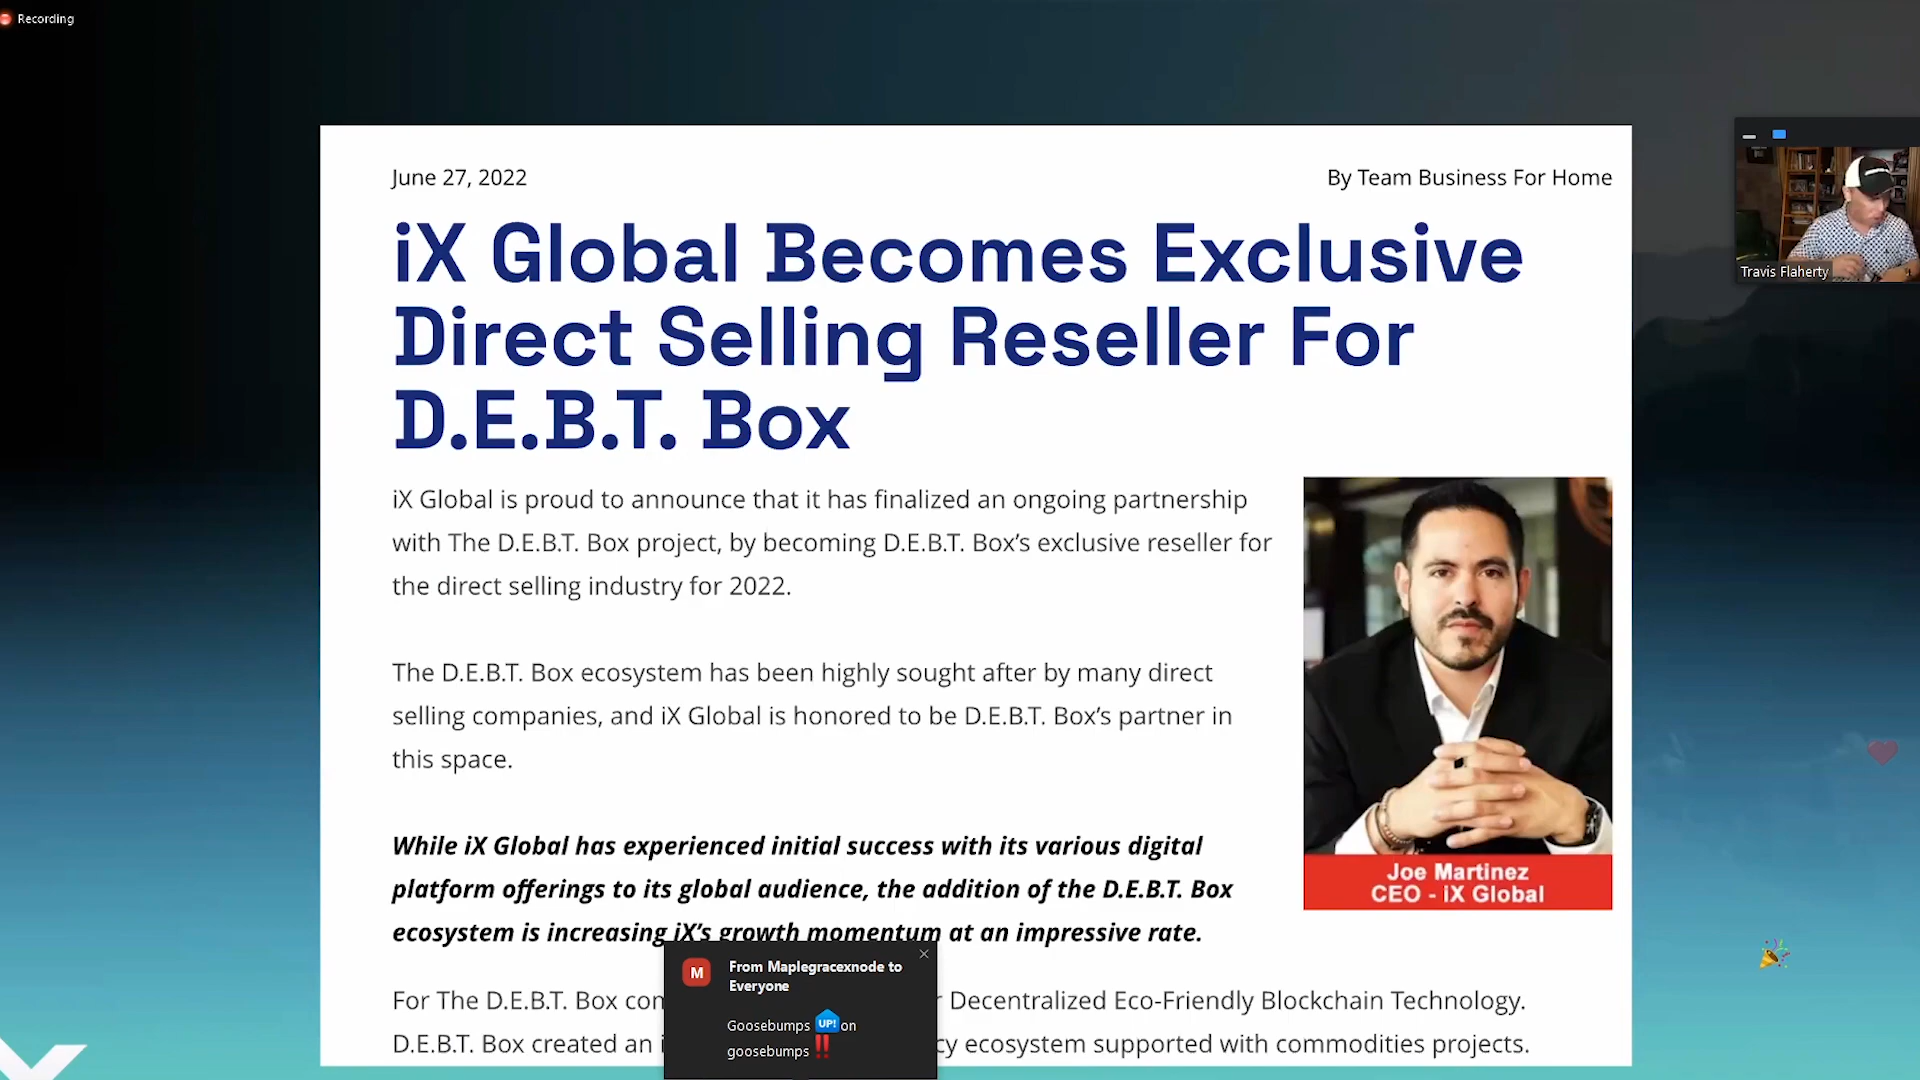 Recording
June 27, 2022
By Team Business For Home
iX Global Becomes Exclusive
Direct Selling Reseller For
D.E.B.T. Box
iX Global is proud to announce that it has finalized an ongoing partnership
with The D.E.B.T. Box project, by becoming D.E.B.T. Box's exclusive reseller for
the direct selling industry for 2022.
The D.E.B.T. Box ecosystem has been highly sought after by many direct
selling companies, and iX Global is honored to be D.E.B.T. Box's partner in
this space.
While iX Global has experienced initial success with its various digital
platform offerings to its global audience, the addition of the D.E.B.T. Box
ecosystem is increasing iX's growth momentum at an impressive rate.
For The D.E.B.T. Box
Decentralized Eco-Friendly Blockchain Technology.
D.E.B.T. Box created an
ecosystem supported with commodities projects.
Joe Martinez
CEO - iX Global
Travis Flaherty
M
From Maplegracexnode to
Everyone
Goosebumps UP! on
goosebumps ‼